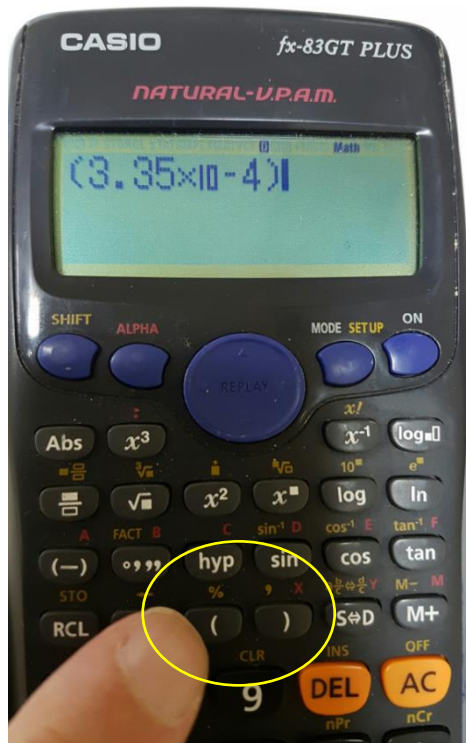 CASIO fx-83GT PLUS
NATURAL-V.P.A.M.
Math
(3.35×10-4)
SHIFT ALPHA MODE SETUP ON
REPLAY
: x!
Abs x³ x⁻¹ log▪▯
³√▪ 10▪ e▪
√▪ x² x▪ log ln
A FACT B C sin⁻¹ D cos⁻¹ E tan⁻¹ F
(−) °,,, hyp sin cos tan
STO ← % , X Y M− M
RCL ( ) S⇔D M+
CLR INS OFF
9 DEL AC
nPr nCr